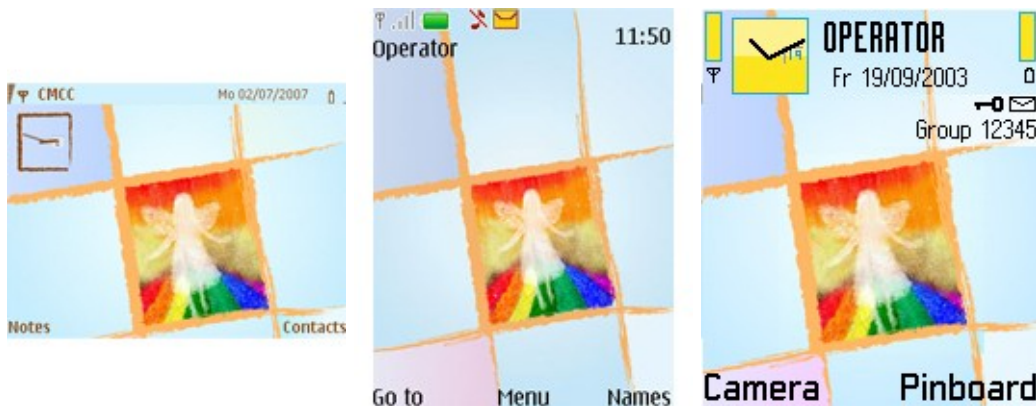 CMCC
Mo 02/07/2007
Notes
Contacts
Operator
11:50
Go to
Menu
Names
OPERATOR
Fr 19/09/2003
Group 12345
Camera
Pinboard